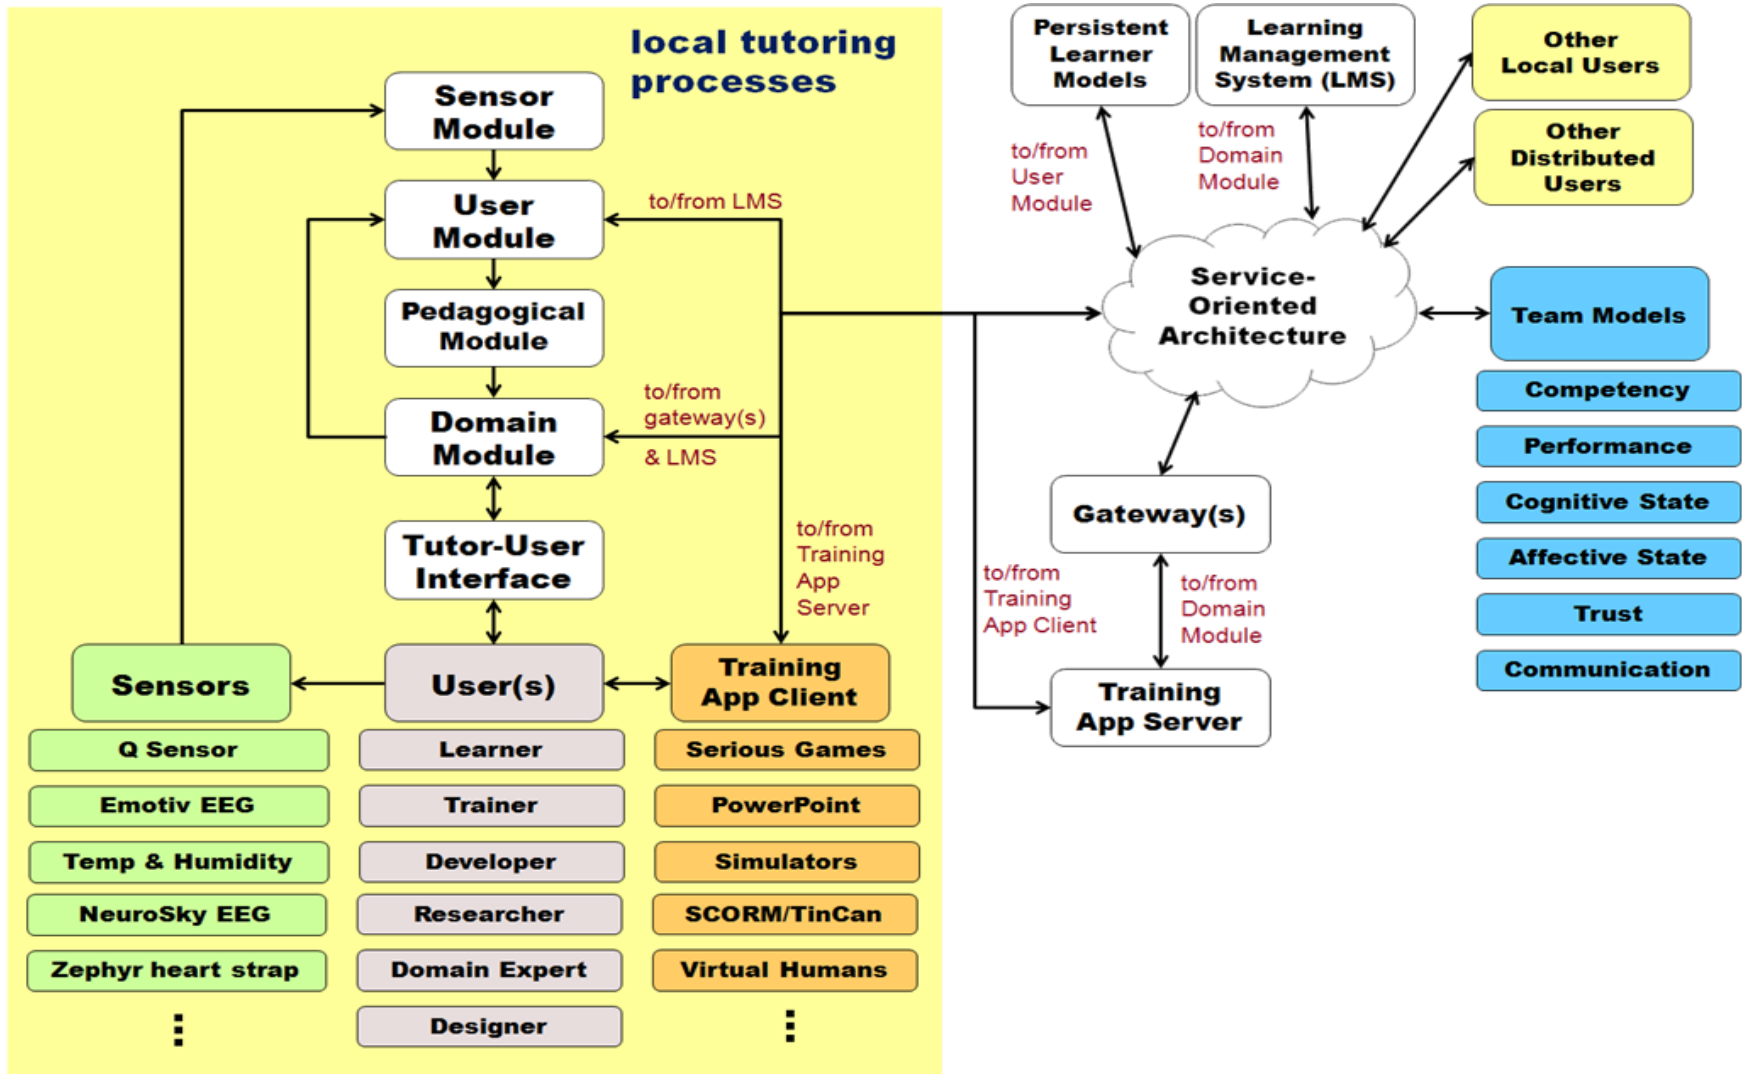 local tutoring
processes
Sensor
Module
User
Module
to/from LMS
Pedagogical
Module
Domain
Module
to/from
gateway(s)
& LMS
Tutor-User
Interface
to/from
Training
App
Server
Sensors
User(s)
Training
App Client
Q Sensor
Emotiv EEG
Temp & Humidity
NeuroSky EEG
Zephyr heart strap
Learner
Trainer
Developer
Researcher
Domain Expert
Designer
Serious Games
PowerPoint
Simulators
SCORM/TinCan
Virtual Humans
Persistent
Learner
Models
Learning
Management
System (LMS)
Other
Local Users
Other
Distributed
Users
to/from
User
Module
to/from
Domain
Module
Service-
Oriented
Architecture
Team Models
Competency
Performance
Cognitive State
Affective State
Trust
Communication
Gateway(s)
to/from
Training
App Client
to/from
Domain
Module
Training
App Server